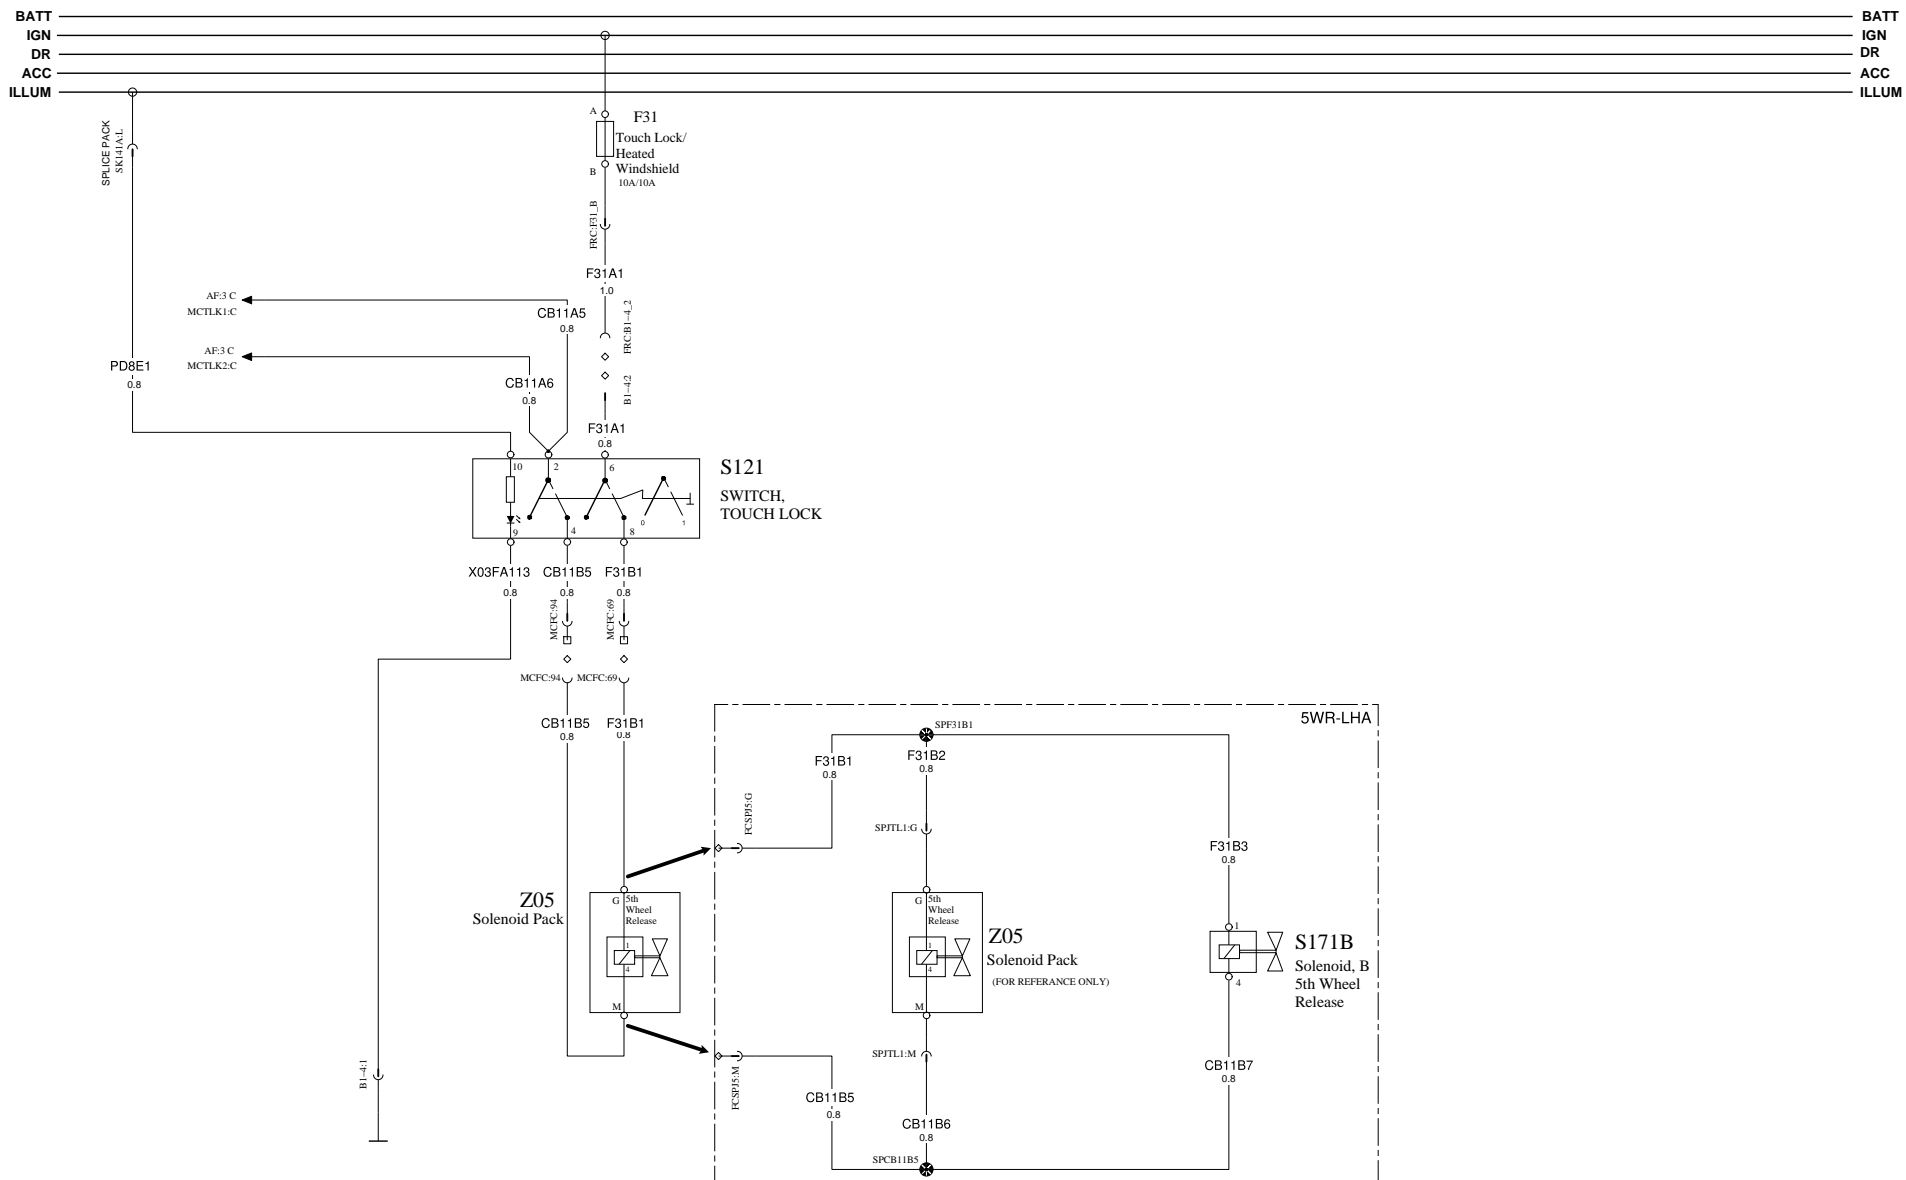 BATT
BATT
IGN
IGN
DR
DR
ACC
ACC
ILLUM
ILLUM
SPLICE PACK
SK141A:L
A
F31
Touch Lock/
Heated
Windshield
10A/10A
B
FRC:F31_B
F31A1
1.0
FRC:B1-4_2
AF:3 C
MCTLK1:C
CB11A5
0.8
AF:3 C
MCTLK2:C
PD8E1
0.8
CB11A6
0.8
B1-4:2
F31A1
0.8
10
2
6
S121
SWITCH,
TOUCH LOCK
0
1
9
4
8
X03FA113
0.8
CB11B5
0.8
F31B1
0.8
MCFC:94
MCFC:69
MCFC:94
MCFC:69
CB11B5
0.8
F31B1
0.8
5WR-LHA
SPF31B1
F31B1
0.8
F31B2
0.8
FCSPJ5:G
SPJTL1:G
F31B3
0.8
Z05
Solenoid Pack
G
5th
Wheel
Release
1
4
M
G
5th
Wheel
Release
1
4
M
Z05
Solenoid Pack
(FOR REFERANCE ONLY)
1
4
S171B
Solenoid, B
5th Wheel
Release
B1-4:1
FCSPJ5:M
SPJTL1:M
CB11B5
0.8
CB11B6
0.8
CB11B7
0.8
SPCB11B5